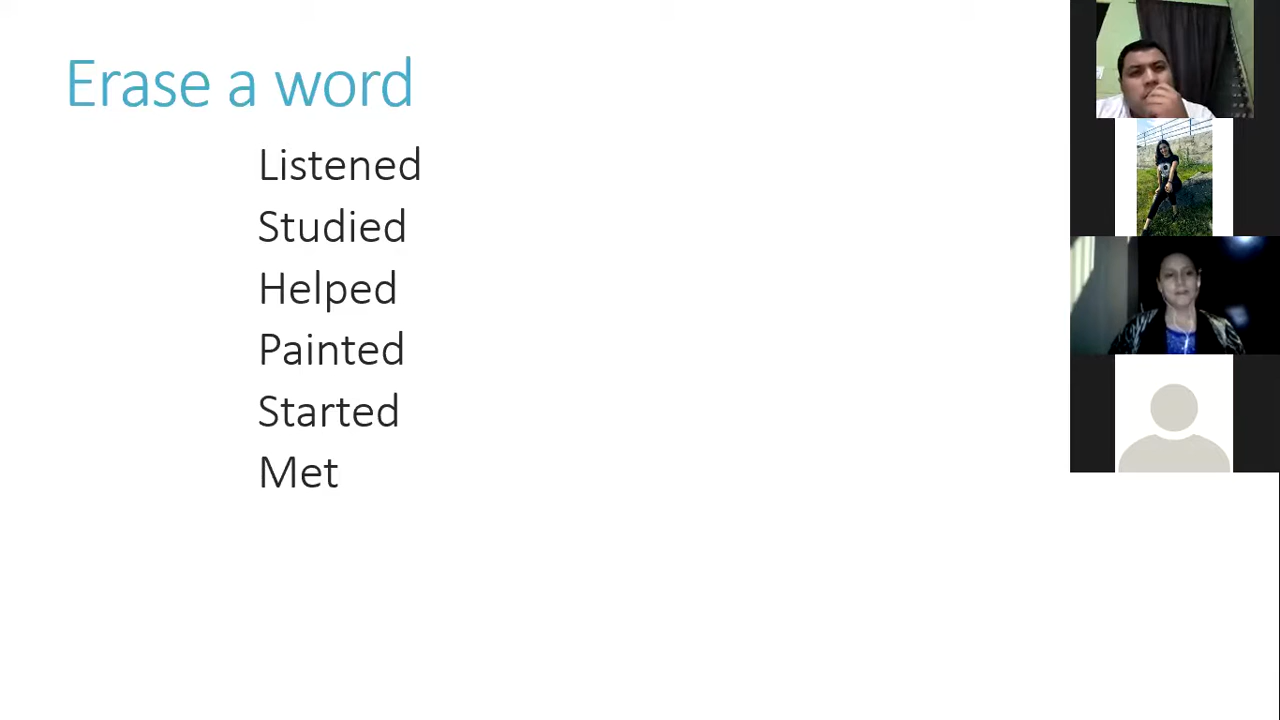 Erase a word
Listened
Studied
Helped
Painted
Started
Met